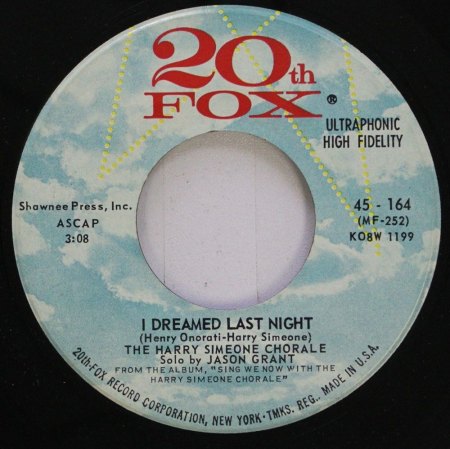 20th
FOX®
ULTRAPHONIC
HIGH FIDELITY
Shawnee Press, Inc.
ASCAP
3:08
45 - 164
(MF-252)
KO8W 1199
I DREAMED LAST NIGHT
(Henry Onorati-Harry Simeone)
THE HARRY SIMEONE CHORALE
Solo by JASON GRANT
FROM THE ALBUM, "SING WE NOW WITH THE
HARRY SIMEONE CHORALE"
20th-FOX RECORD CORPORATION, NEW YORK-TMKS. REG., MADE IN U.S.A.